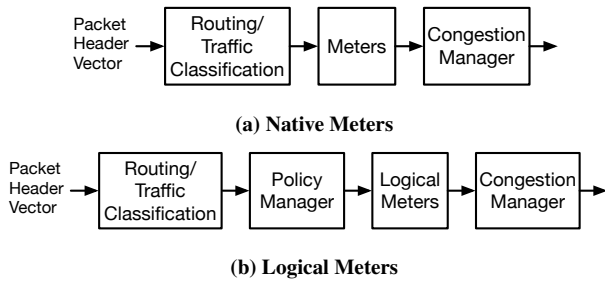 Packet
Header
Vector
Routing/
Traffic
Classification
Meters
Congestion
Manager
(a) Native Meters
Packet
Header
Vector
Routing/
Traffic
Classification
Policy
Manager
Logical
Meters
Congestion
Manager
(b) Logical Meters